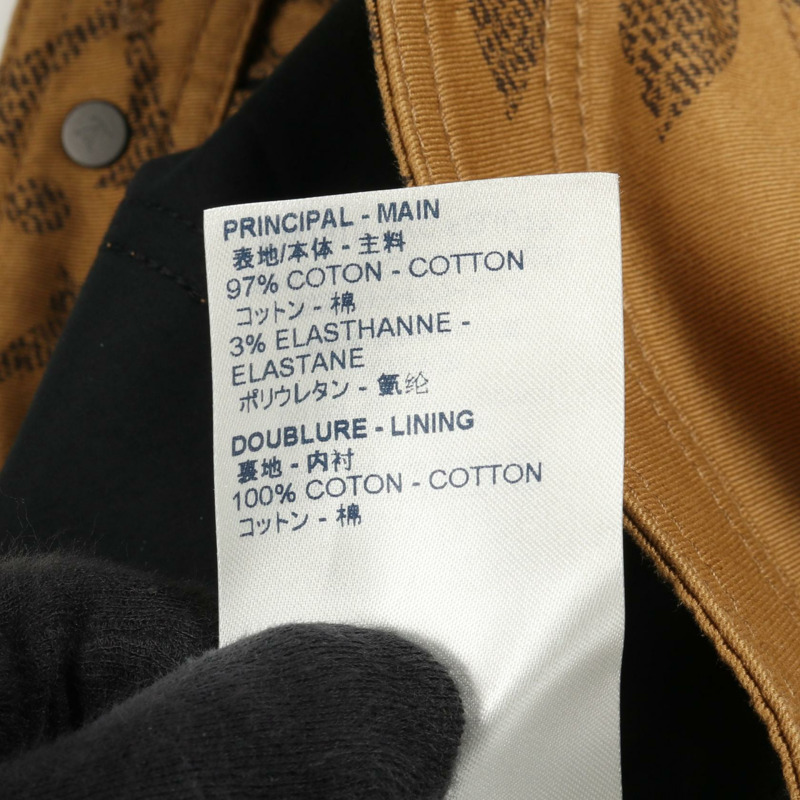 PRINCIPAL - MAIN
表地/本体 - 主料
97% COTON - COTTON
コットン - 棉
3% ELASTHANNE -
ELASTANE
ポリウレタン - 氨纶
DOUBLURE - LINING
裏地 - 内衬
100% COTON - COTTON
コットン - 棉